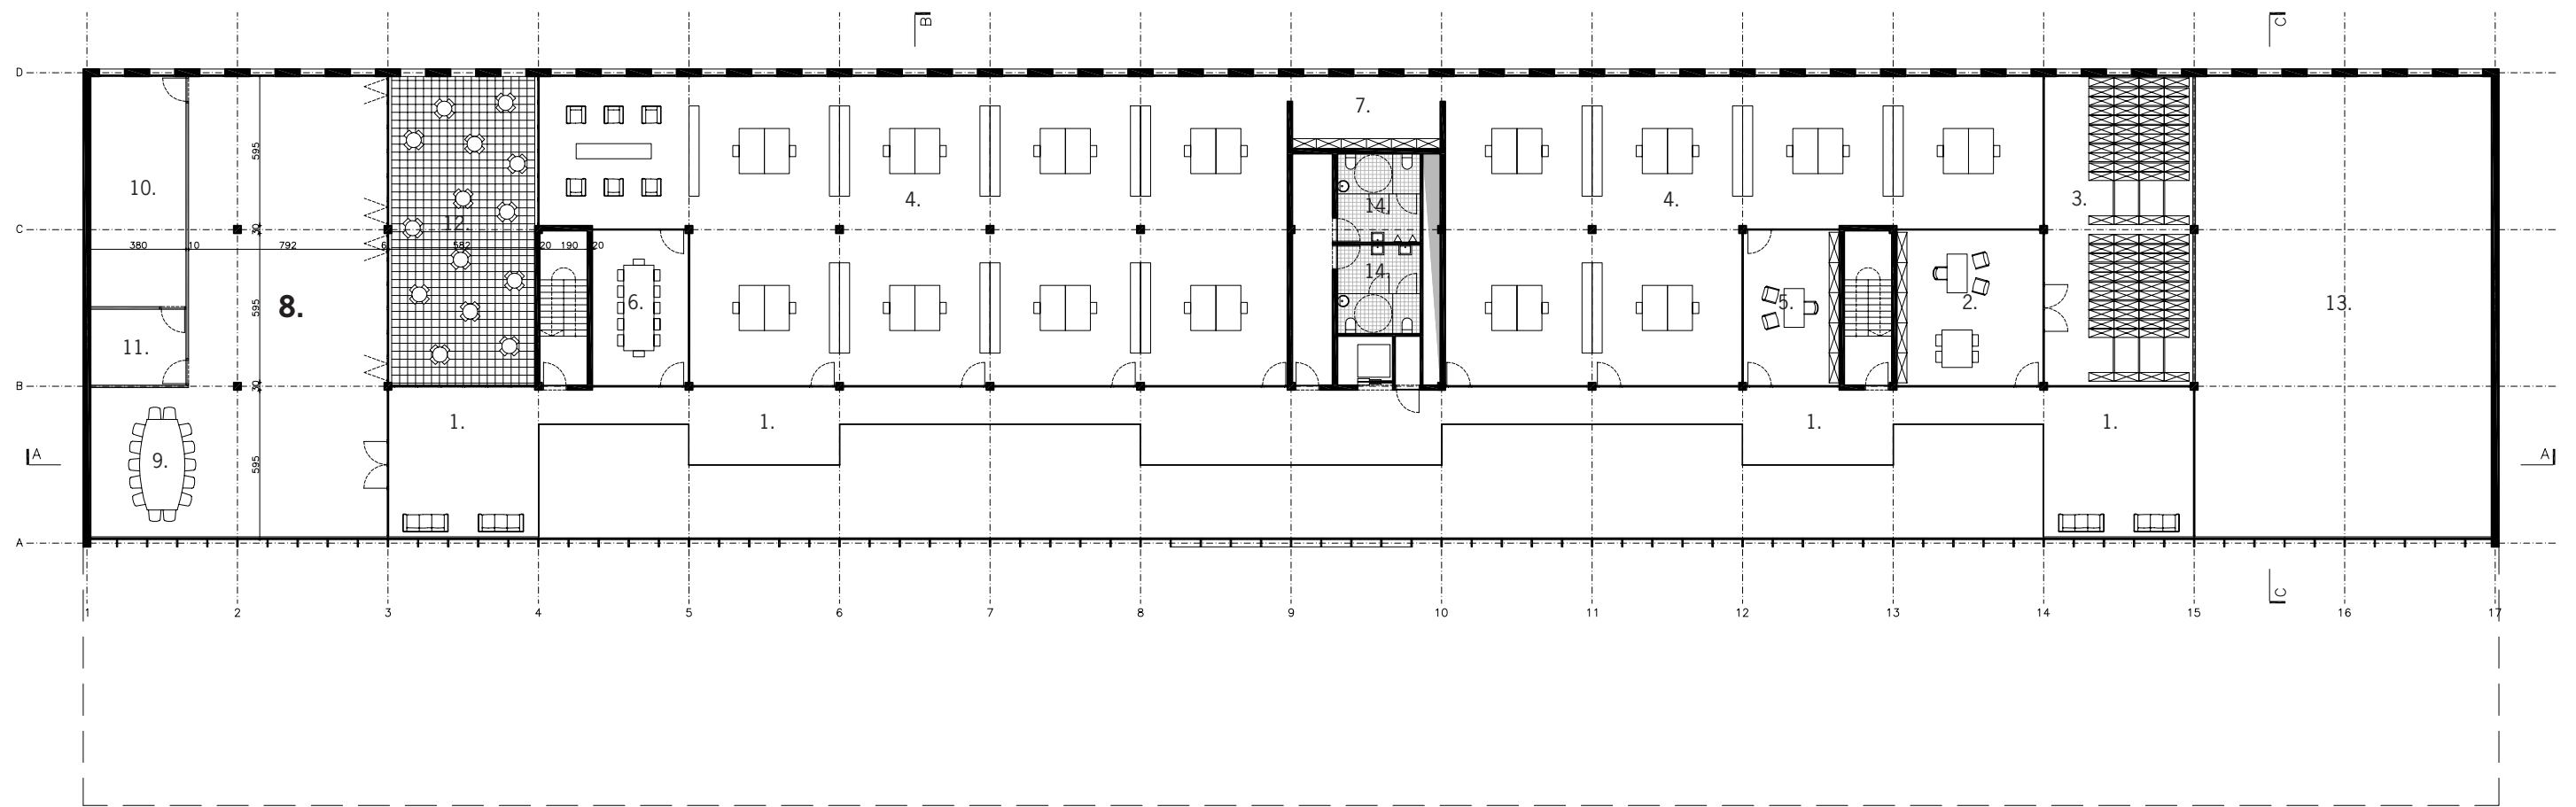 B C
D
7.
595
10. 4. 4. 3.
12. 14.
C
30
380 10 792 6 582 20 190 20
14.
8. 595 6. 5. 2. 13.
11.
B
30
1. 1. 1. 1.
A 9. 595 A
A
C
1 2 3 4 5 6 7 8 9 10 11 12 13 14 15 16 17